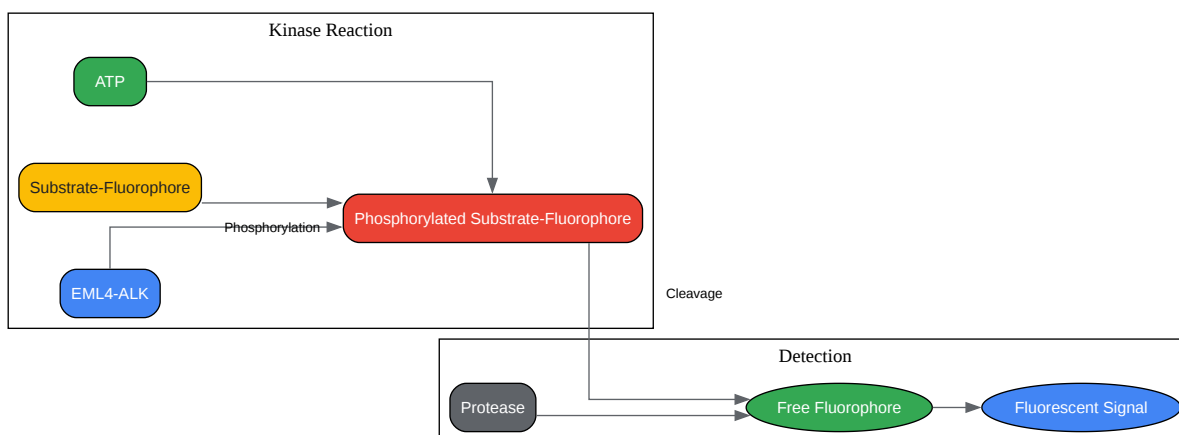 Kinase Reaction
ATP
Substrate-Fluorophore
Phosphorylated Substrate-Fluorophore
Phosphorylation
EML4-ALK
Cleavage
Detection
Protease
Free Fluorophore
Fluorescent Signal